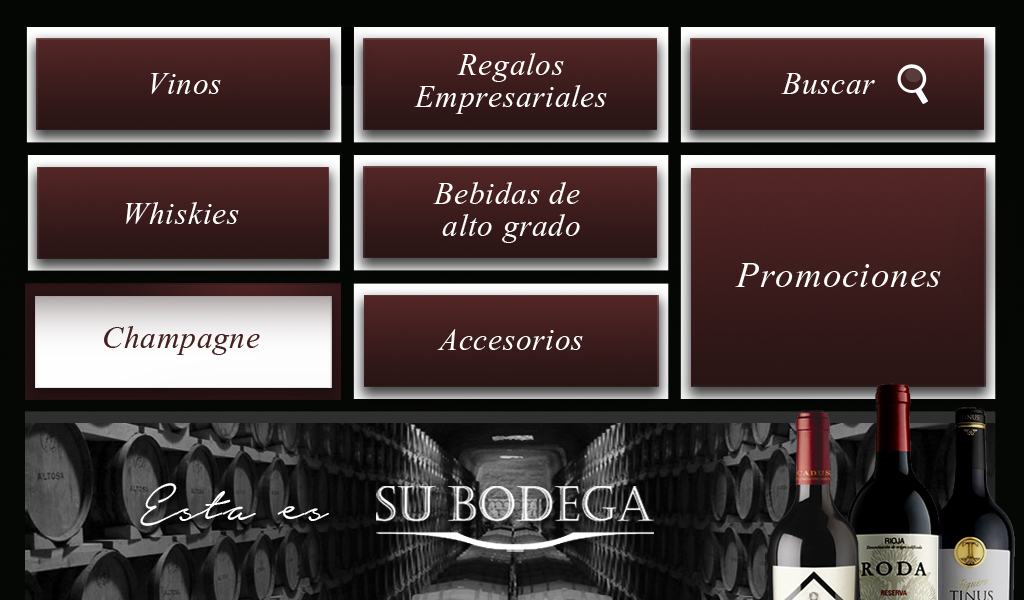 Vinos
Regalos
Empresariales
Buscar
Whiskies
Bebidas de
alto grado
Promociones
Champagne
Accesorios
Esta es
SU BODEGA
ALTOSA
CADUS
RIOJA
RODA
RESERVA
TINUS
TINUS